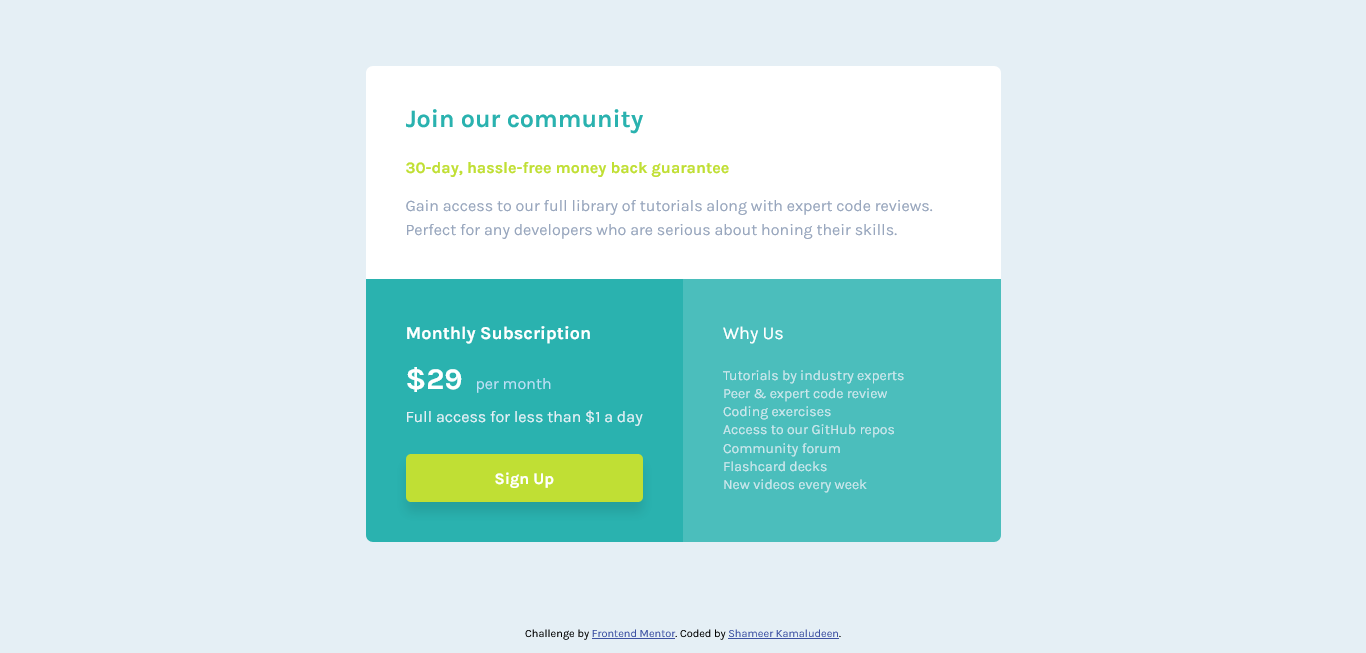 Join our community
30-day, hassle-free money back guarantee
Gain access to our full library of tutorials along with expert code reviews.
Perfect for any developers who are serious about honing their skills.
Monthly Subscription
$29 per month
Full access for less than $1 a day
Sign Up
Why Us
Tutorials by industry experts
Peer & expert code review
Coding exercises
Access to our GitHub repos
Community forum
Flashcard decks
New videos every week
Challenge by Frontend Mentor. Coded by Shameer Kamaludeen.